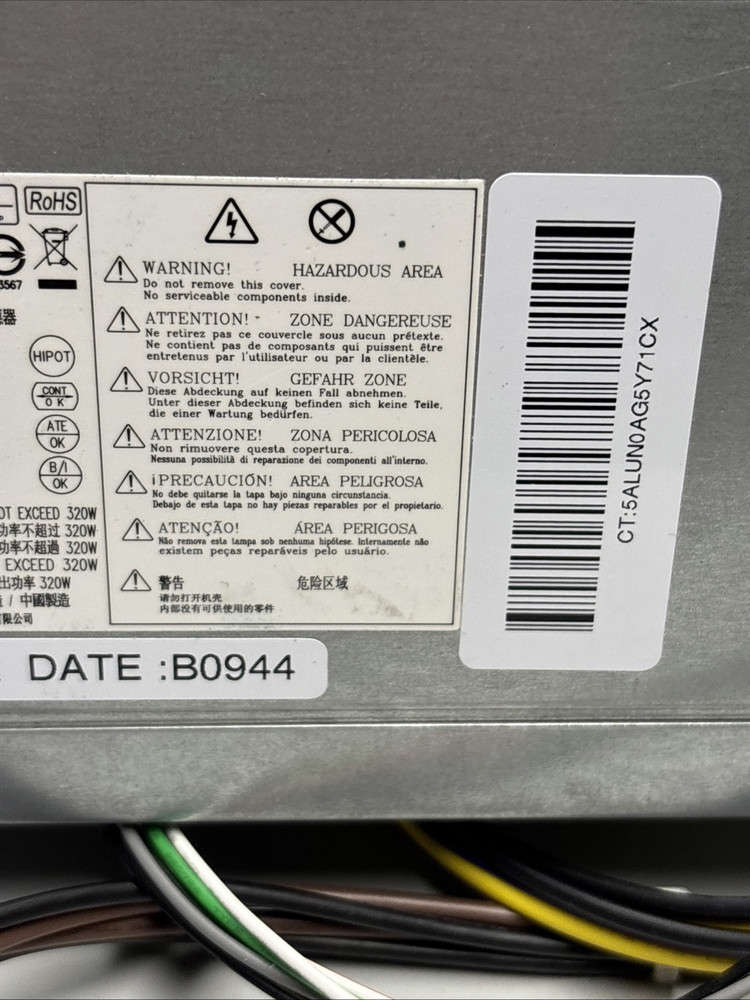 RoHS
3567
HIPOT
CONT
OK
ATE
OK
B/I
OK
OT EXCEED 320W
功率不超过 320W
功率不超過 320W
EXCEED 320W
出功率 320W
/ 中國製造
有限公司
WARNING! HAZARDOUS AREA
Do not remove this cover.
No serviceable components inside.
ATTENTION! ZONE DANGEREUSE
Ne retirez pas ce couvercle sous aucun prétexte.
Ne contient pas de composants qui puissent être
entretenus par l'utilisateur ou par la clientèle.
VORSICHT! GEFAHR ZONE
Diese Abdeckung auf keinen Fall abnehmen.
Unter dieser Abdeckung befinden sich keine Teile,
die einer Wartung bedürfen.
ATTENZIONE! ZONA PERICOLOSA
Non rimuovere questa copertura.
Nessuna possibilità di reparazione dei componenti all'interno.
¡PRECAUCIÓN! AREA PELIGROSA
No debe quitarse la tapa bajo ninguna circunstancia.
Debajo de esta tapa no hay piezas reparables por el propietario.
ATENÇÃO! ÁREA PERIGOSA
Não remova esta tampa sob nenhuma hipótese. Internamente não
existem peças reparáveis pelo usuário.
警告 危险区域
请勿打开机壳
内部没有可供使用的零件
CT:5ALUN0AG5Y71CX
DATE :B0944